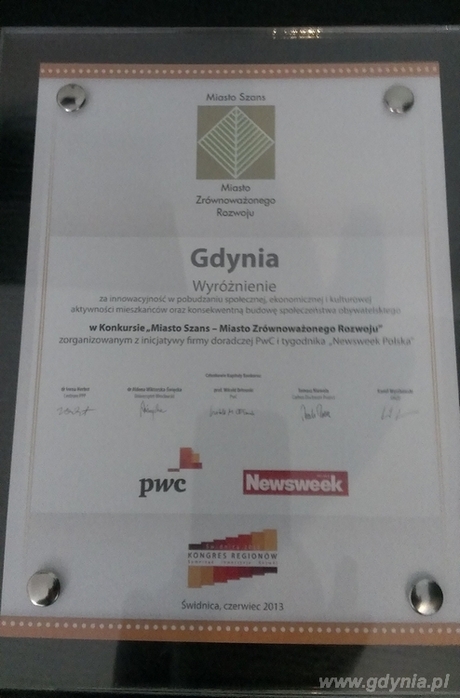 Miasto Szans
Miasto
Zrównoważonego
Rozwoju
Gdynia
Wyróżnienie
za innowacyjność w pobudzaniu społecznej, ekonomicznej i kulturowej
aktywności mieszkańców oraz konsekwentną budowę społeczeństwa obywatelskiego
w Konkursie „Miasto Szans – Miasto Zrównoważonego Rozwoju"
zorganizowanym z inicjatywy firmy doradczej PwC i tygodnika „Newsweek Polska"
pwc
Newsweek
KONGRES REGIONÓW
Świdnica, czerwiec 2013
www.gdynia.pl